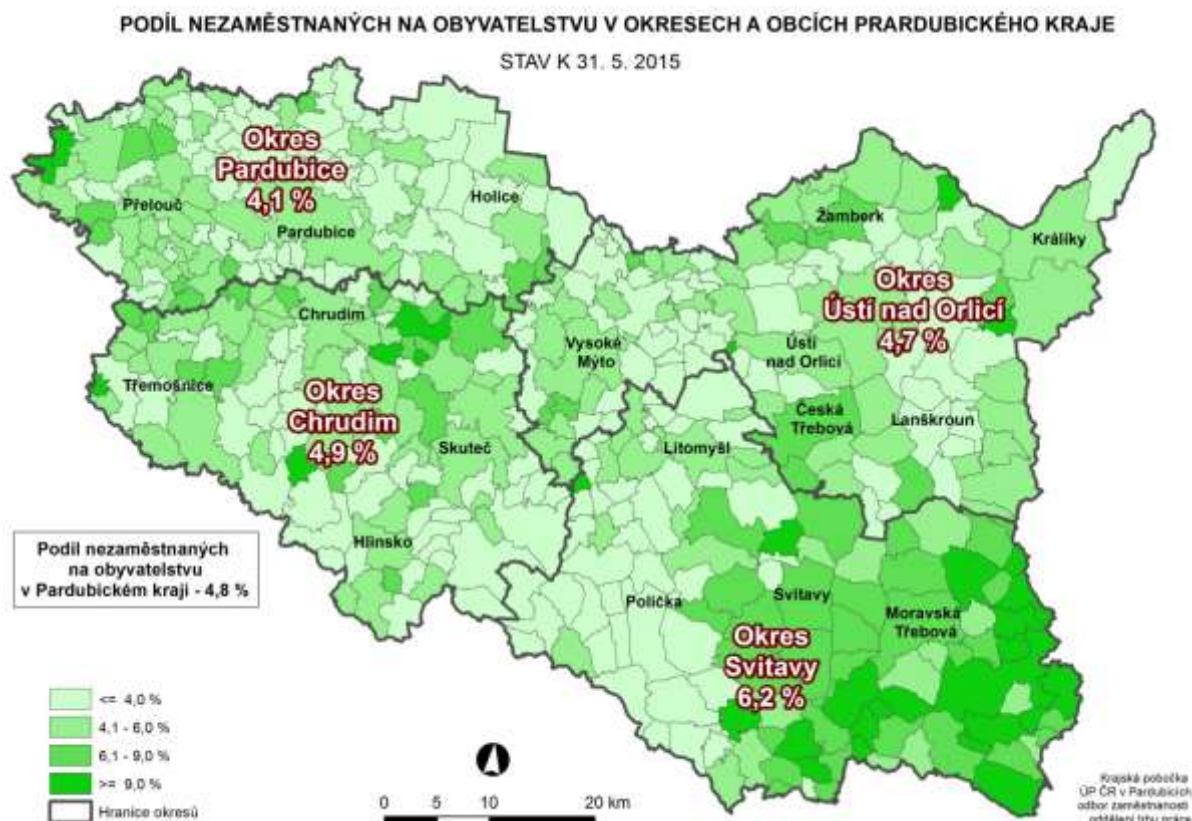 PODÍL NEZAMĚSTNANÝCH NA OBYVATELSTVU V OKRESECH A OBCÍCH PRARDUBICKÉHO KRAJE
STAV K 31. 5. 2015
Okres
Pardubice
4,1 %
Přelouč
Pardubice
Holice
Žamberk
Králíky
Okres
Ústí nad Orlicí
4,7 %
Chrudim
Vysoké
Mýto
Ústí
nad Orlicí
Třemošnice
Okres
Chrudim
4,9 %
Skuteč
Česká
Třebová
Lanškroun
Litomyšl
Hlinsko
Podíl nezaměstnaných
na obyvatelstvu
v Pardubickém kraji - 4,8 %
Polička
Svitavy
Moravská
Třebová
Okres
Svitavy
6,2 %
<= 4,0 %
4,1 - 6,0 %
6,1 - 9,0 %
>= 9,0 %
Hranice okresů
0 5 10 20 km
Krajská pobočka
ÚP ČR v Pardubicích,
odbor zaměstnanosti
oddělení trhu práce